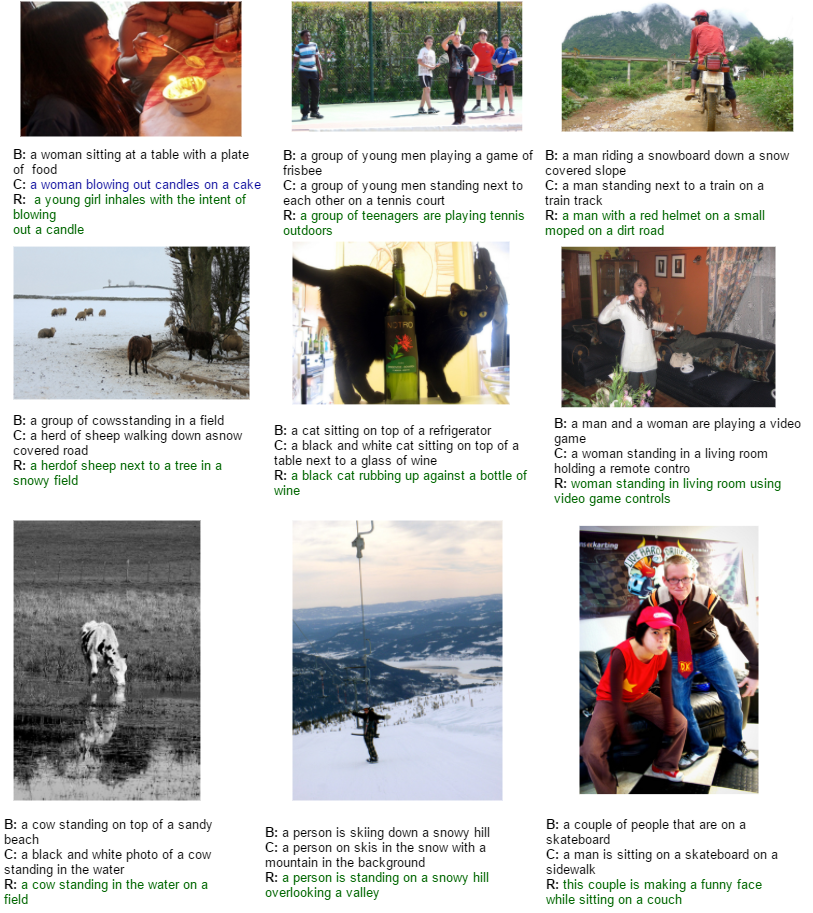 B: a woman sitting at a table with a plate
of food
C: a woman blowing out candles on a cake
R: a young girl inhales with the intent of
blowing
out a candle
B: a group of young men playing a game of
frisbee
C: a group of young men standing next to
each other on a tennis court
R: a group of teenagers are playing tennis
outdoors
B: a man riding a snowboard down a snow
covered slope
C: a man standing next to a train on a
train track
R: a man with a red helmet on a small
moped on a dirt road
B: a group of cowsstanding in a field
C: a herd of sheep walking down asnow
covered road
R: a herdof sheep next to a tree in a
snowy field
NOTRO
B: a cat sitting on top of a refrigerator
C: a black and white cat sitting on top of a
table next to a glass of wine
R: a black cat rubbing up against a bottle of
wine
B: a man and a woman are playing a video
game
C: a woman standing in a living room
holding a remote contro
R: woman standing in living room using
video game controls
B: a cow standing on top of a sandy
beach
C: a black and white photo of a cow
standing in the water
R: a cow standing in the water on a
field
B: a person is skiing down a snowy hill
C: a person on skis in the snow with a
mountain in the background
R: a person is standing on a snowy hill
overlooking a valley
karting
LIVE HARD
D.K
B: a couple of people that are on a
skateboard
C: a man is sitting on a skateboard on a
sidewalk
R: this couple is making a funny face
while sitting on a couch